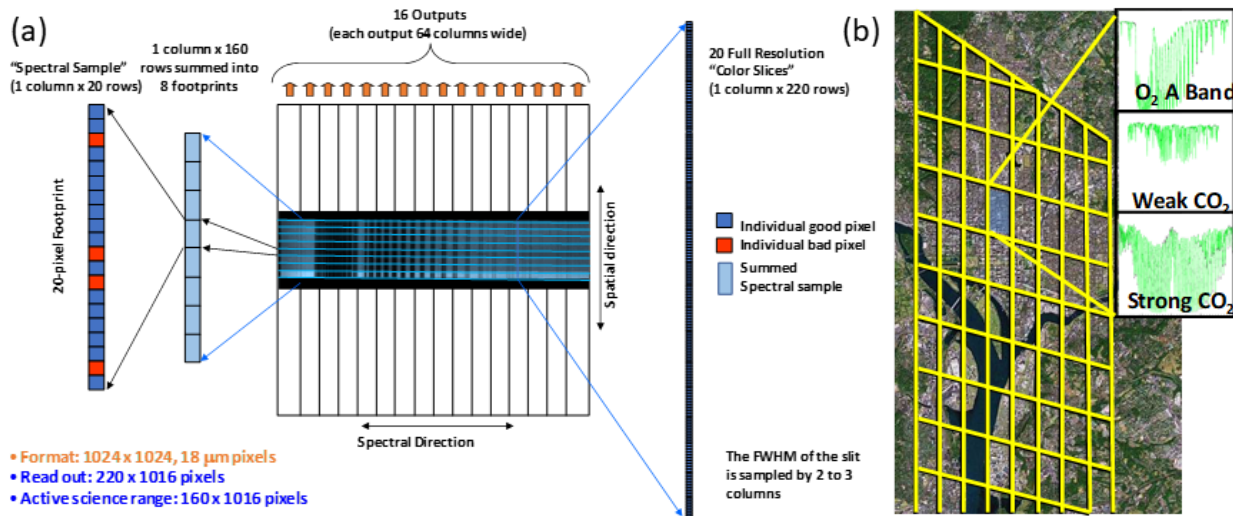 (a)
16 Outputs
(each output 64 columns wide)
"Spectral Sample"
(1 column x 20 rows)
1 column x 160
rows summed into
8 footprints
20-pixel Footprint
Spatial direction
Spectral Direction
• Format: 1024 x 1024, 18 μm pixels
• Read out: 220 x 1016 pixels
• Active science range: 160 x 1016 pixels
20 Full Resolution
"Color Slices"
(1 column x 220 rows)
Individual good pixel
Individual bad pixel
Summed
Spectral sample
The FWHM of the slit
is sampled by 2 to 3
columns
(b)
O₂ A Band
Weak CO₂
Strong CO₂